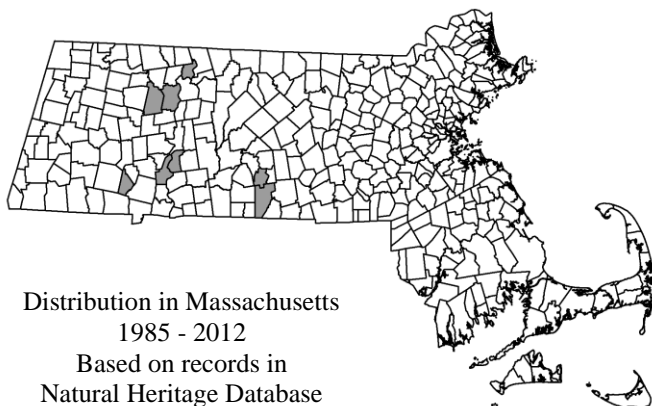 Distribution in Massachusetts
1985 - 2012
Based on records in
Natural Heritage Database